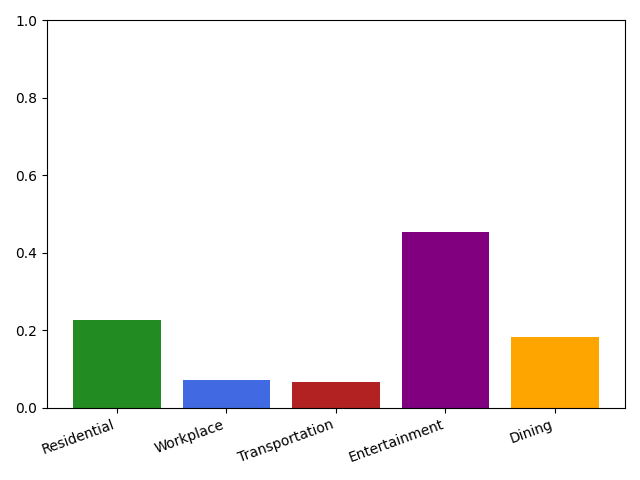 1.0
0.8
0.6
0.4
0.2
0.0
Residential
Workplace
Transportation
Entertainment
Dining